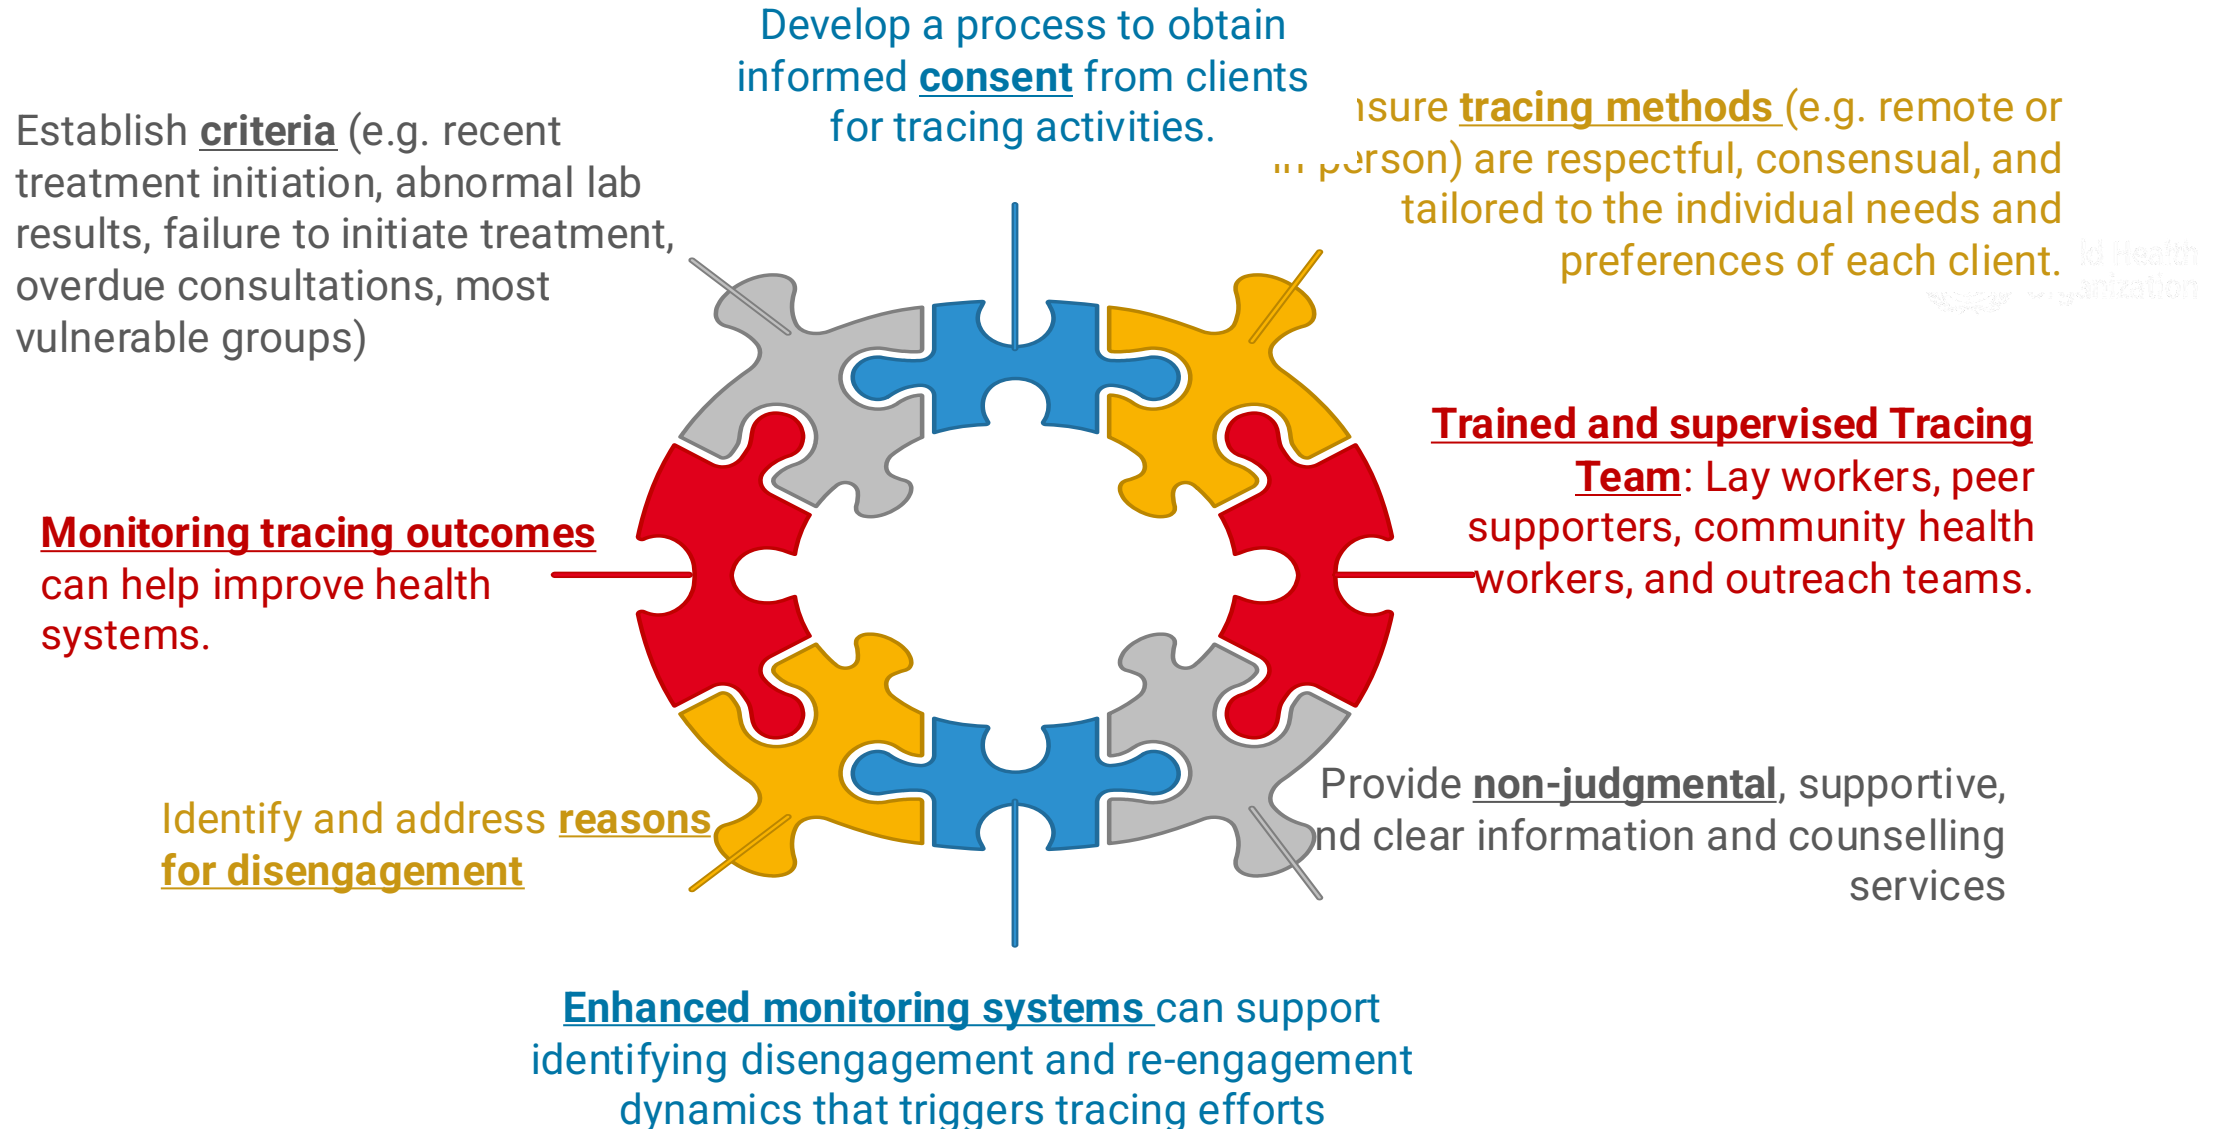 Develop a process to obtain
informed consent from clients
for tracing activities.
Establish criteria (e.g. recent
treatment initiation, abnormal lab
results, failure to initiate treatment,
overdue consultations, most
vulnerable groups)
tracing methods (e.g. remote or
person) are respectful, consensual, and
tailored to the individual needs and
preferences of each client.
Health
Organization
Trained and supervised Tracing
Team: Lay workers, peer
supporters, community health
workers, and outreach teams.
Monitoring tracing outcomes
can help improve health
systems.
Provide non-judgmental, supportive,
clear information and counselling
services
Identify and address reasons
for disengagement
Enhanced monitoring systems can support
identifying disengagement and re-engagement
dynamics that triggers tracing efforts